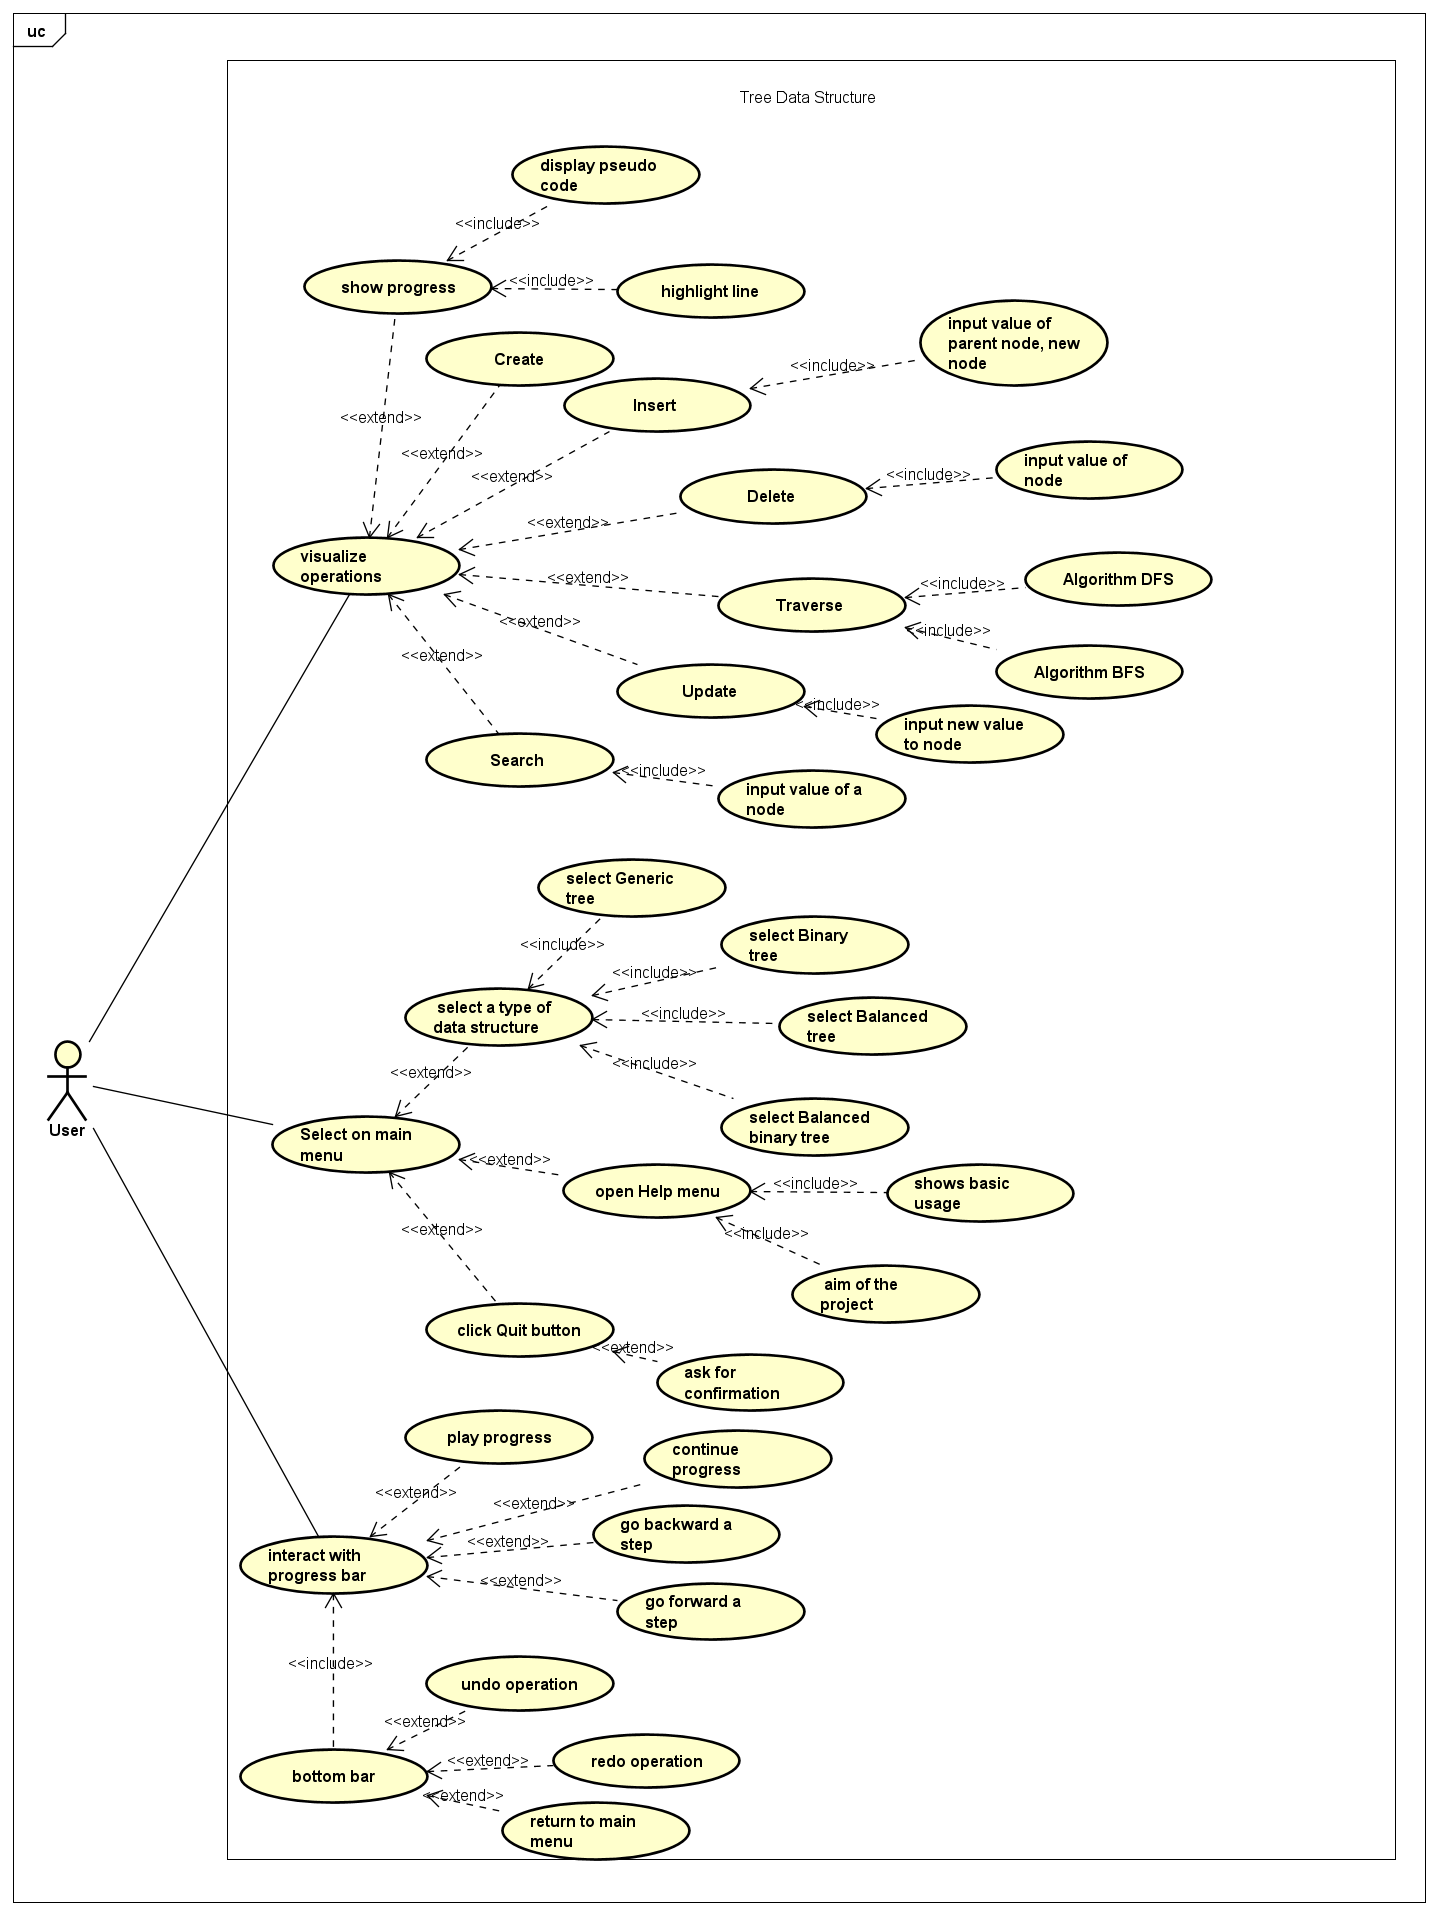 uc
Tree Data Structure
display pseudo
code
<<include>>
show progress
<<include>>
highlight line
input value of
parent node, new
node
Create
<<include>>
Insert
<<extend>>
<<extend>>
<<extend>>
input value of
node
<<include>>
Delete
<<extend>>
visualize
operations
<<extend>>
Algorithm DFS
<<include>>
Traverse
<<extend>>
<<include>>
<<extend>>
Algorithm BFS
Update
<<include>>
input new value
to node
Search
<<include>>
input value of a
node
select Generic
tree
<<include>>
select Binary
tree
<<include>>
select a type of
data structure
<<include>>
select Balanced
tree
<<include>>
<<extend>>
select Balanced
binary tree
User
Select on main
menu
<<extend>>
open Help menu
<<include>>
shows basic
usage
<<extend>>
<<include>>
aim of the
project
click Quit button
<<extend>>
ask for
confirmation
play progress
continue
progress
<<extend>>
<<extend>>
go backward a
step
<<extend>>
interact with
progress bar
<<extend>>
go forward a
step
<<include>>
undo operation
<<extend>>
<<extend>>
redo operation
bottom bar
<<extend>>
return to main
menu